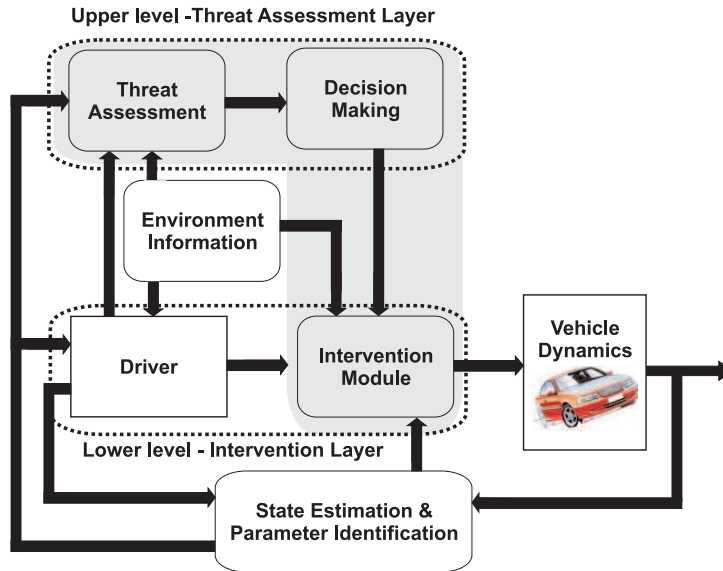 Upper level -Threat Assessment Layer
Threat
Assessment
Decision
Making
Environment
Information
Driver
Intervention
Module
Vehicle
Dynamics
Lower level - Intervention Layer
State Estimation &
Parameter Identification